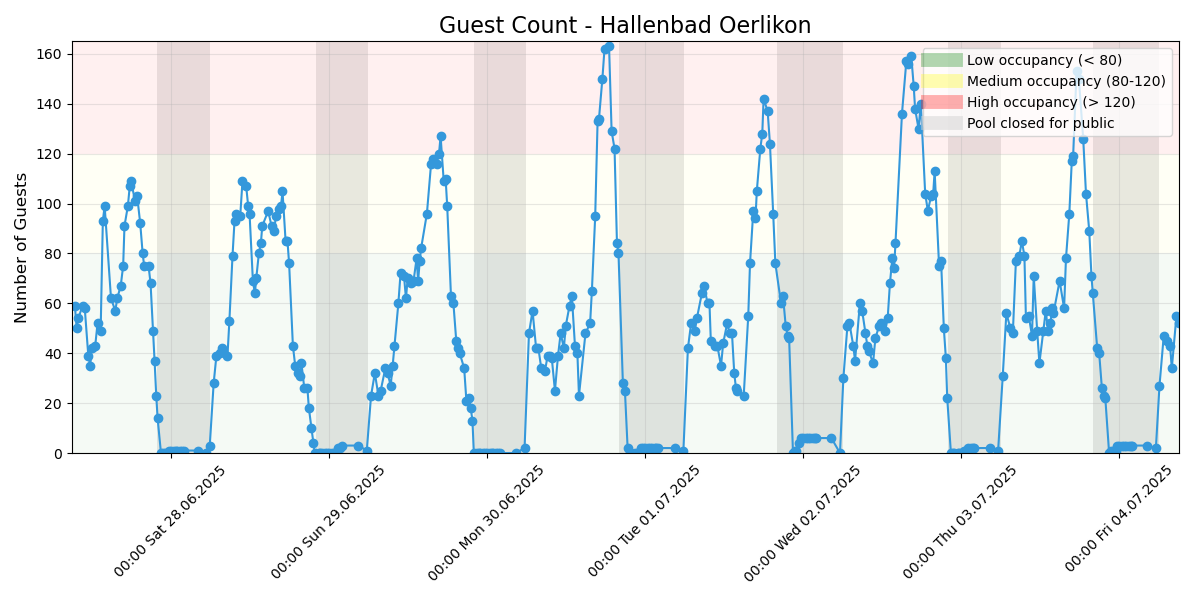 Guest Count - Hallenbad Oerlikon
Number of Guests
160
140
120
100
80
60
40
20
0
Low occupancy (< 80)
Medium occupancy (80-120)
High occupancy (> 120)
Pool closed for public
00:00 Sat 28.06.2025
00:00 Sun 29.06.2025
00:00 Mon 30.06.2025
00:00 Tue 01.07.2025
00:00 Wed 02.07.2025
00:00 Thu 03.07.2025
00:00 Fri 04.07.2025